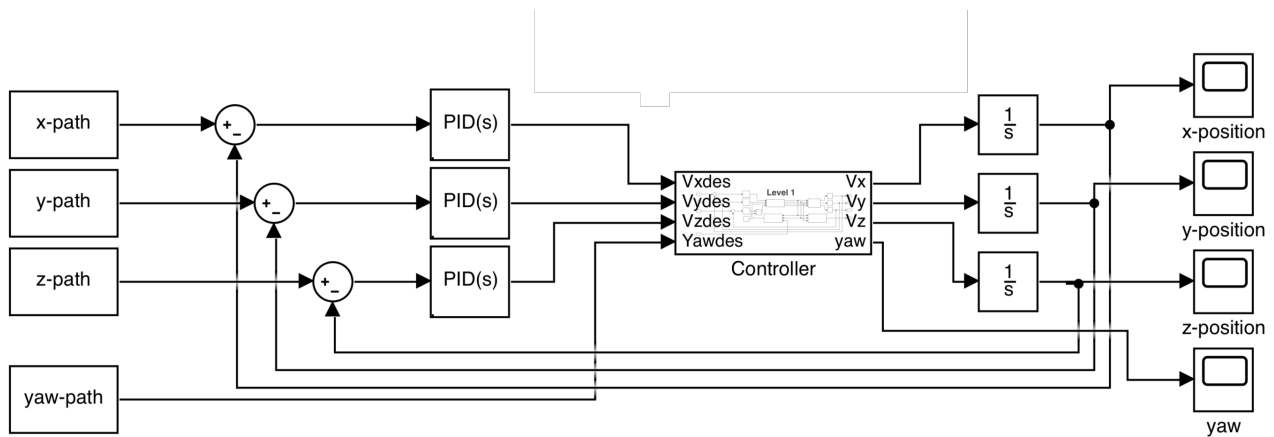 x-path
+
−
PID(s)
1
s
x-position
y-path
+
−
PID(s)
Vxdes
Vydes
Vzdes
Yawdes
Level 1
Vx
Vy
Vz
yaw
Controller
1
s
y-position
z-path
+
−
PID(s)
1
s
z-position
yaw-path
yaw